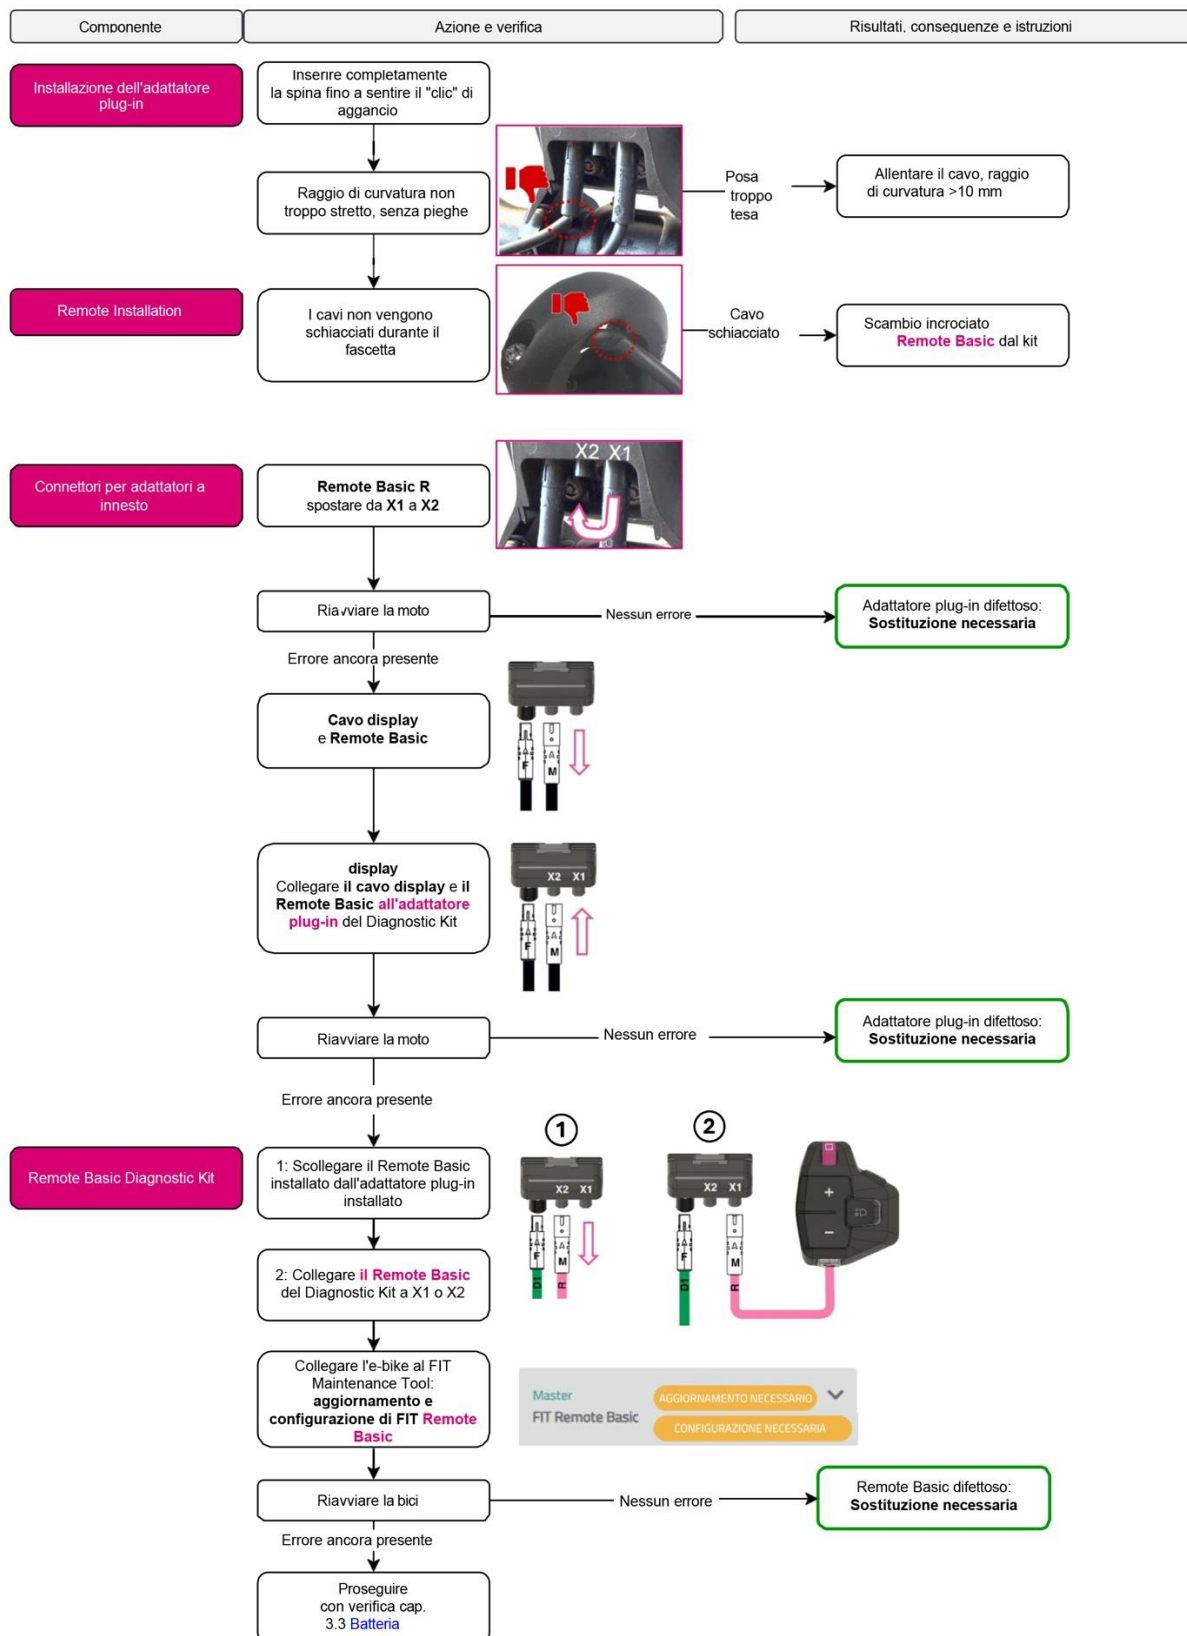 Componente
Azione e verifica
Risultati, conseguenze e istruzioni
Installazione dell'adattatore
plug-in
Inserire completamente
la spina fino a sentire il "clic" di
aggancio
Raggio di curvatura non
troppo stretto, senza pieghe
Posa
troppo
tesa
Allentare il cavo, raggio
di curvatura >10 mm
Remote Installation
I cavi non vengono
schiacciati durante il
fascetta
Cavo
schiacciato
Scambio incrociato
Remote Basic dal kit
Connettori per adattatori a
innesto
Remote Basic R
spostare da X1 a X2
X2 X1
Riavviare la moto
Nessun errore
Adattatore plug-in difettoso:
Sostituzione necessaria
Errore ancora presente
Cavo display
e Remote Basic
F M
display
Collegare il cavo display e il
Remote Basic all'adattatore
plug-in del Diagnostic Kit
X2 X1
F M
Riavviare la moto
Nessun errore
Adattatore plug-in difettoso:
Sostituzione necessaria
Errore ancora presente
Remote Basic Diagnostic Kit
1: Scollegare il Remote Basic
installato dall'adattatore plug-in
installato
1
X2 X1
F M
D1 R
2
X2 X1
F M
D1 R
2: Collegare il Remote Basic
del Diagnostic Kit a X1 o X2
Collegare l'e-bike al FIT
Maintenance Tool:
aggiornamento e
configurazione di FIT Remote
Basic
Master
AGGIORNAMENTO NECESSARIO
FIT Remote Basic
CONFIGURAZIONE NECESSARIA
Riavviare la bici
Nessun errore
Remote Basic difettoso:
Sostituzione necessaria
Errore ancora presente
Proseguire
con verifica cap.
3.3 Batteria